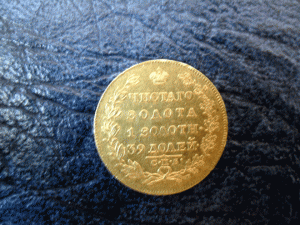 ЧИСТАГО
ЗОЛОТА
1 ЗОЛОТН.
39 ДОЛЕЙ
С.П.Б.